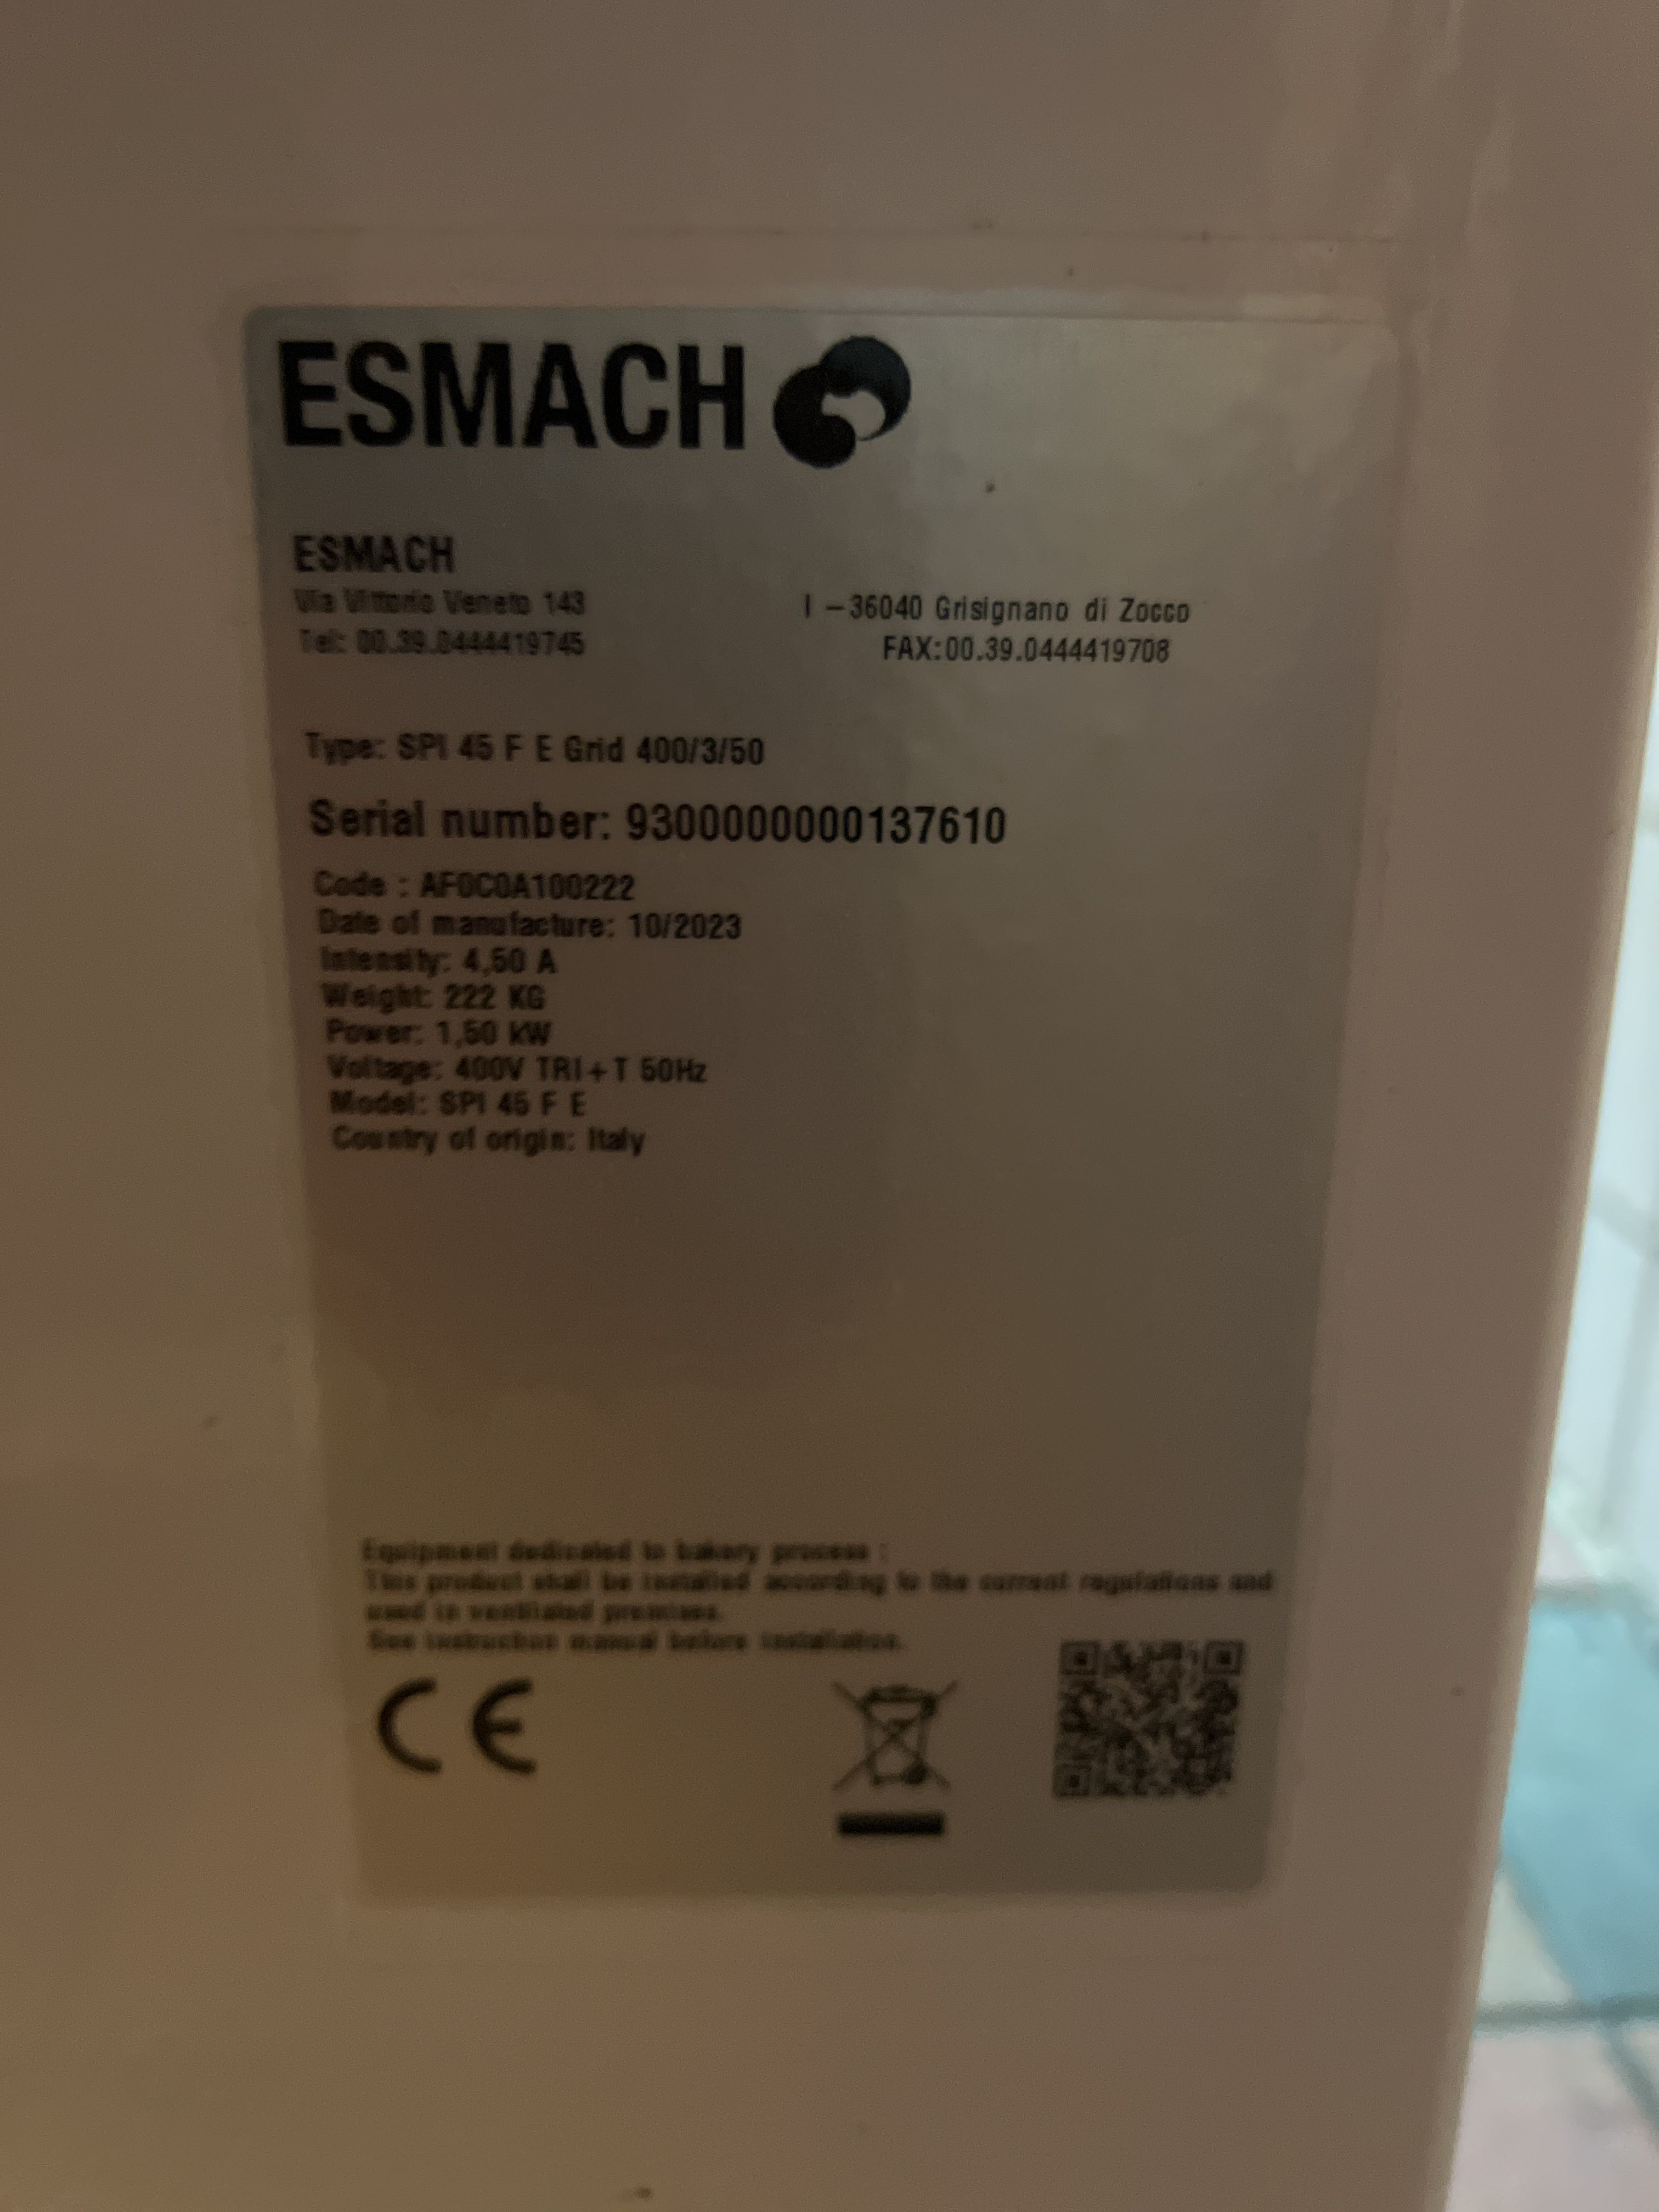 ESMACH
ESMACH
Via Vittorio Veneto 143 I - 36040 Grisignano di Zocco
Tel: 00.39.0444419745 FAX:00.39.0444419708
Type: SPI 45 F E Grid 400/3/50
Serial number: 9300000000137610
Code : AF0C0A100222
Date of manufacture: 10/2023
Intensity: 4,50 A
Weight: 222 KG
Power: 1,50 kW
Voltage: 400V TRI+T 50Hz
Model: SPI 45 F E
Country of origin: Italy
Equipment dedicated to bakery process :
This product shall be installed according to the current regulations and
used in ventilated premises.
See instruction manual before installation.
CE